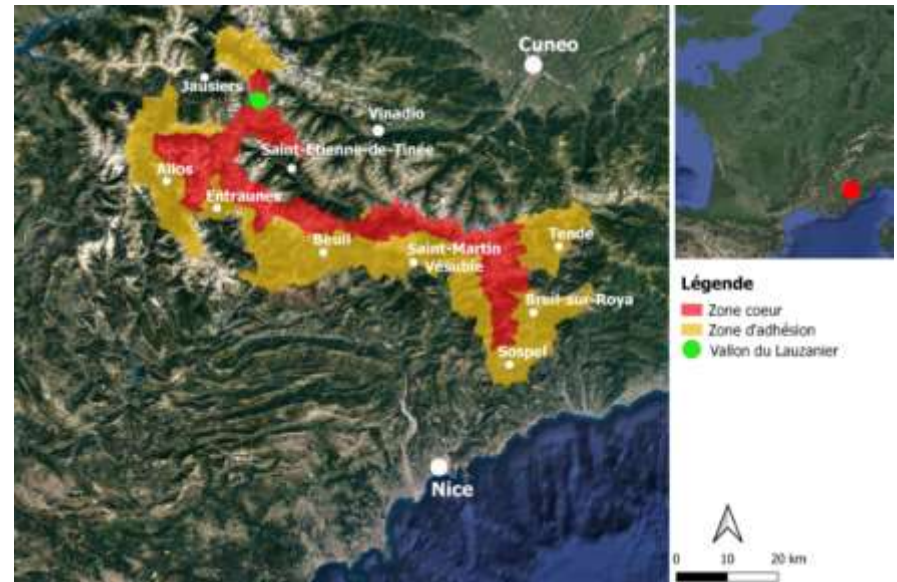 Cuneo
Jausiers
Vinadio
Saint-Etienne-de-Tinée
Allos
Entraunes
Beuil
Saint-Martin
Vésubie
Tende
Breil-sur-Roya
Sospel
Nice
Légende
Zone coeur
Zone d'adhésion
Vallon du Lauzanier
0 10 20 km